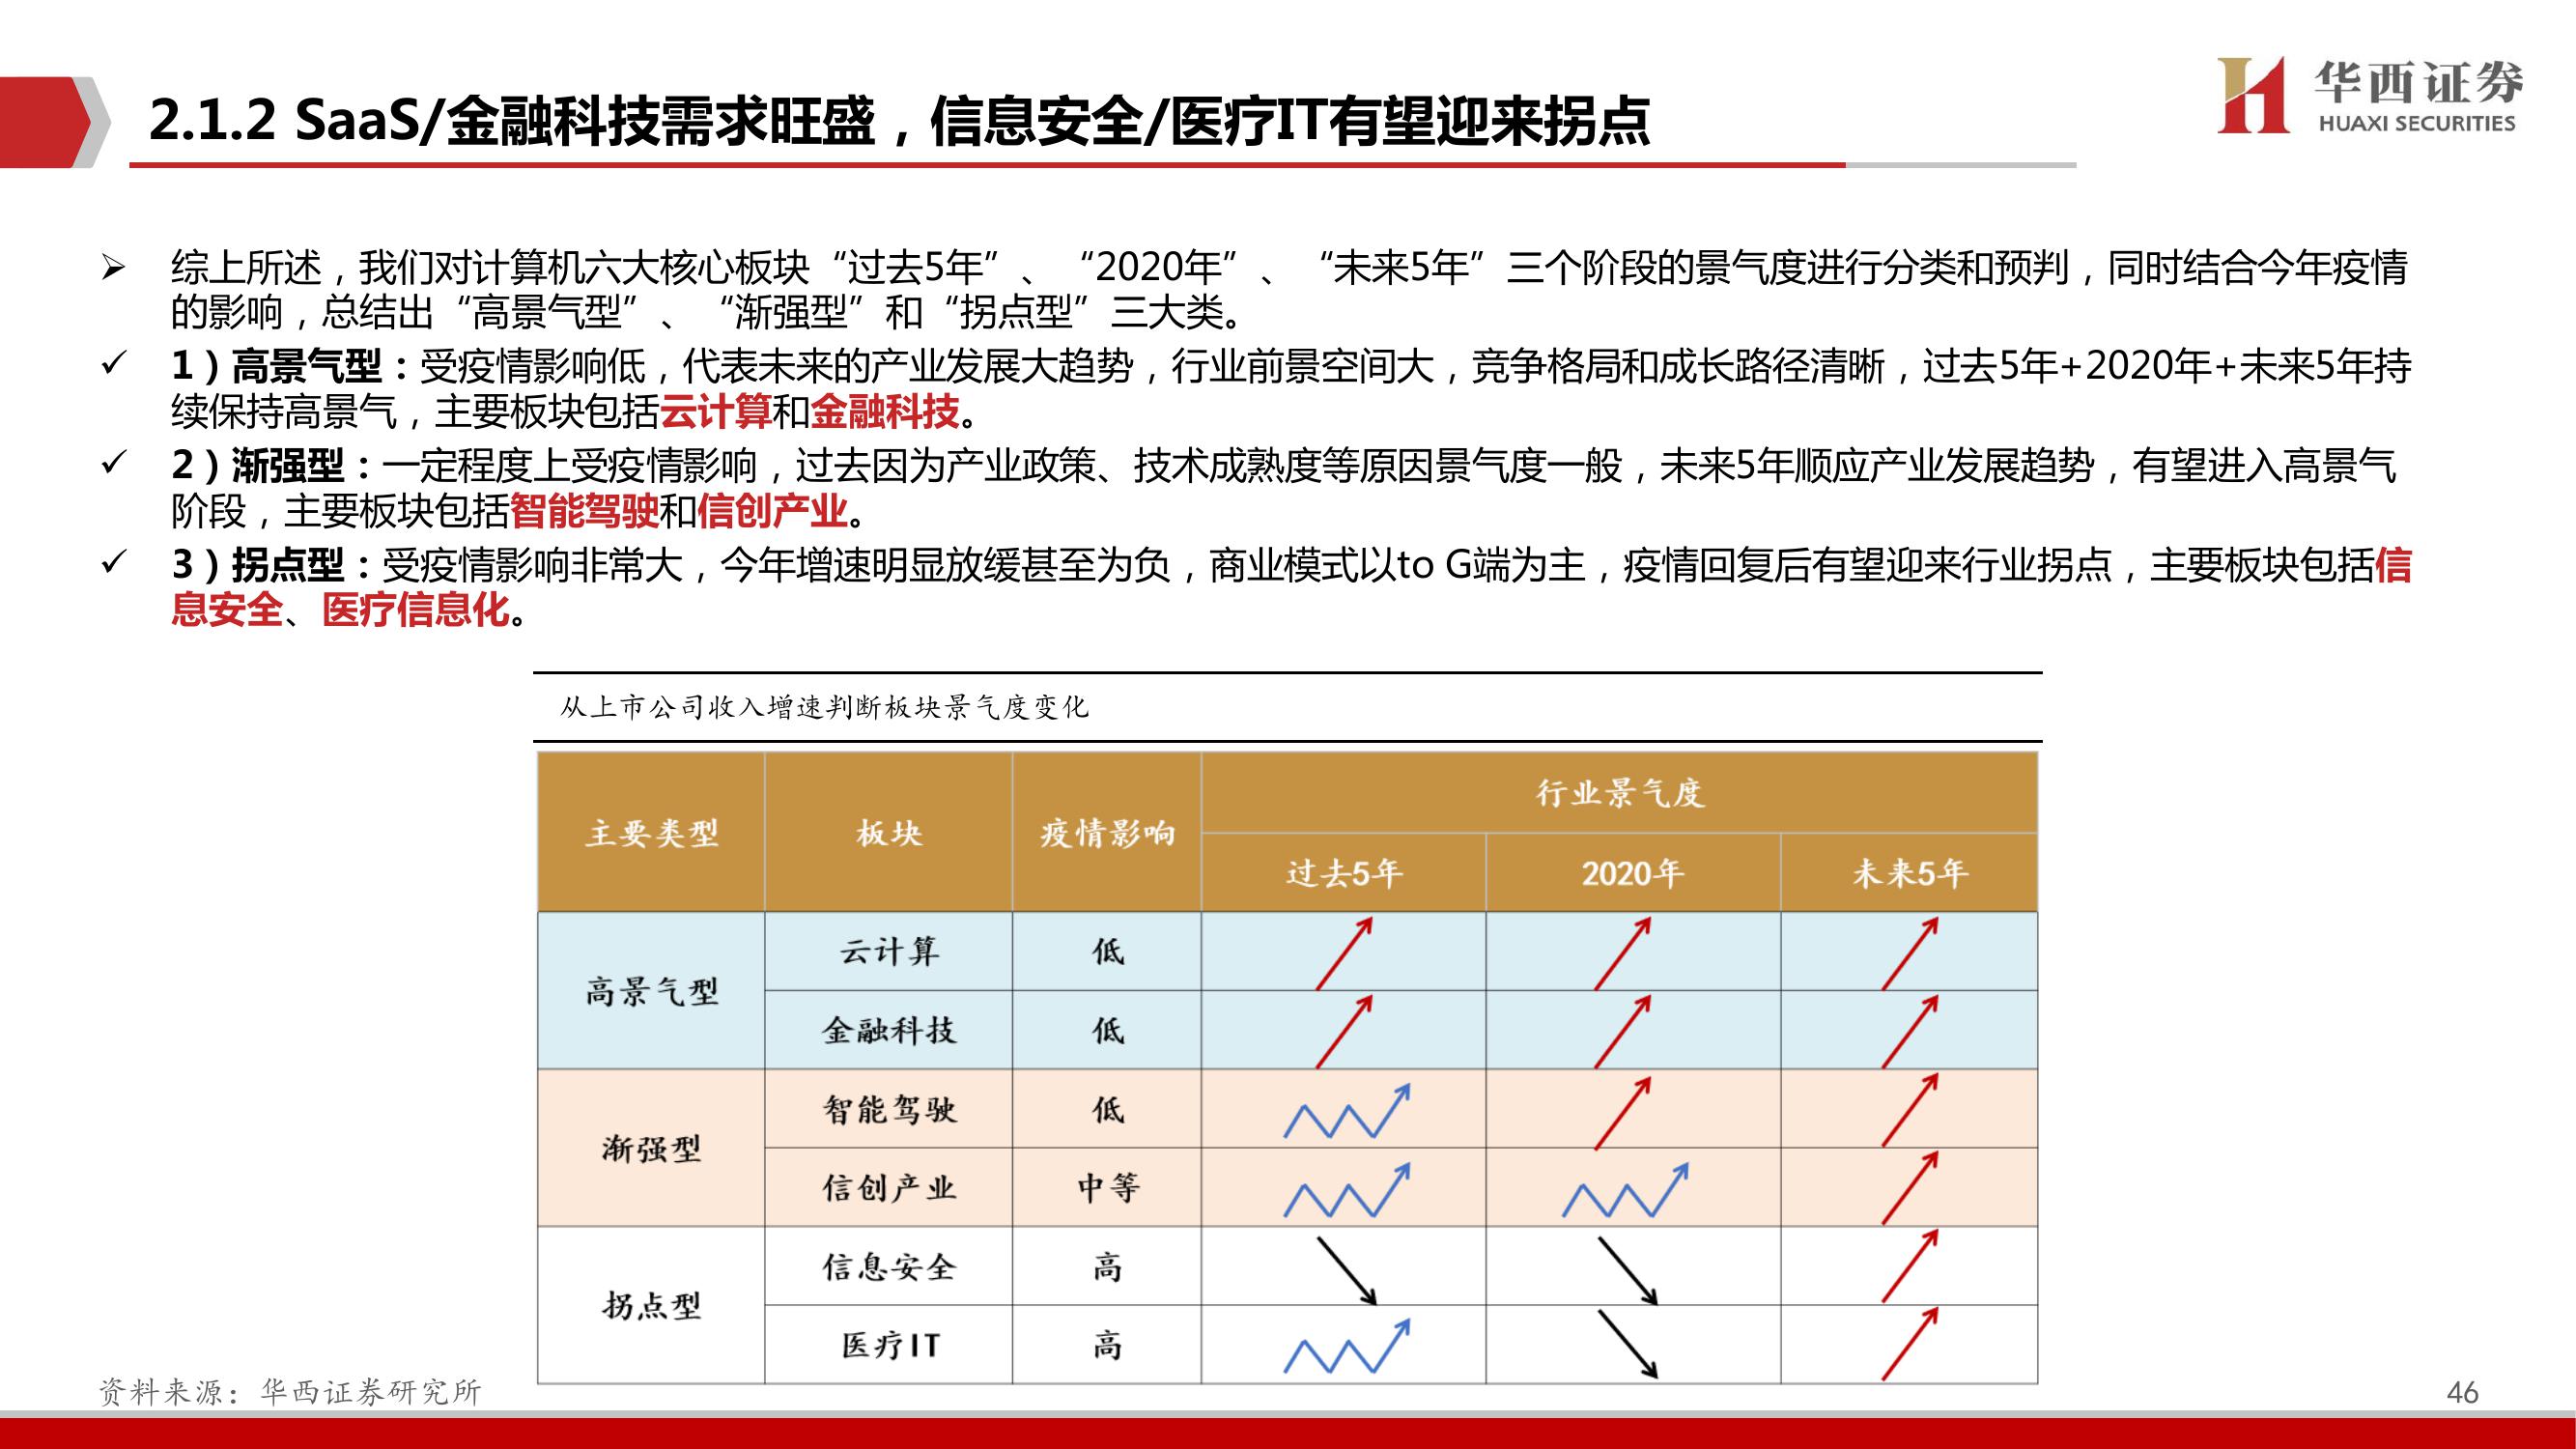 2.1.2 SaaS/金融科技需求旺盛，信息安全/医疗IT有望迎来拐点
华西证券
HUAXI SECURITIES
综上所述，我们对计算机六大核心板块“过去5年”、“2020年”、“未来5年”三个阶段的景气度进行分类和预判，同时结合今年疫情
的影响，总结出“高景气型”、“渐强型”和“拐点型”三大类。
1）高景气型：受疫情影响低，代表未来的产业发展大趋势，行业前景空间大，竞争格局和成长路径清晰，过去5年+2020年+未来5年持
续保持高景气，主要板块包括云计算和金融科技。
2）渐强型：一定程度上受疫情影响，过去因为产业政策、技术成熟度等原因景气度一般，未来5年顺应产业发展趋势，有望进入高景气
阶段，主要板块包括智能驾驶和信创产业。
3）拐点型：受疫情影响非常大，今年增速明显放缓甚至为负，商业模式以to G端为主，疫情回复后有望迎来行业拐点，主要板块包括信
息安全、医疗信息化。
从上市公司收入增速判断板块景气度变化
主要类型 板块 疫情影响 行业景气度
过去5年 2020年 未来5年
高景气型
云计算 低
金融科技 低
渐强型
智能驾驶 低
信创产业 中等
拐点型
信息安全 高
医疗IT 高
资料来源：华西证券研究所
46